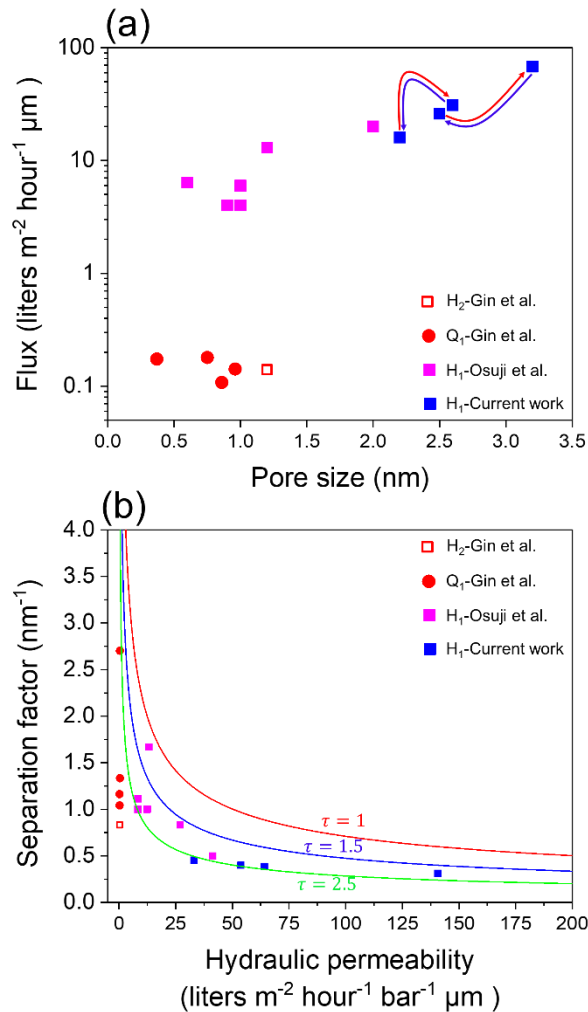 (a)
Flux (liters m⁻² hour⁻¹ µm)
100
10
1
0.1
H₂-Gin et al.
Q₁-Gin et al.
H₁-Osuji et al.
H₁-Current work
0.0 0.5 1.0 1.5 2.0 2.5 3.0 3.5
Pore size (nm)
(b)
Separation factor (nm⁻¹)
4.0
3.5
3.0
2.5
2.0
1.5
1.0
0.5
0.0
H₂-Gin et al.
Q₁-Gin et al.
H₁-Osuji et al.
H₁-Current work
τ = 1
τ = 1.5
τ = 2.5
0 25 50 75 100 125 150 175 200
Hydraulic permeability
(liters m⁻² hour⁻¹ bar⁻¹ µm )